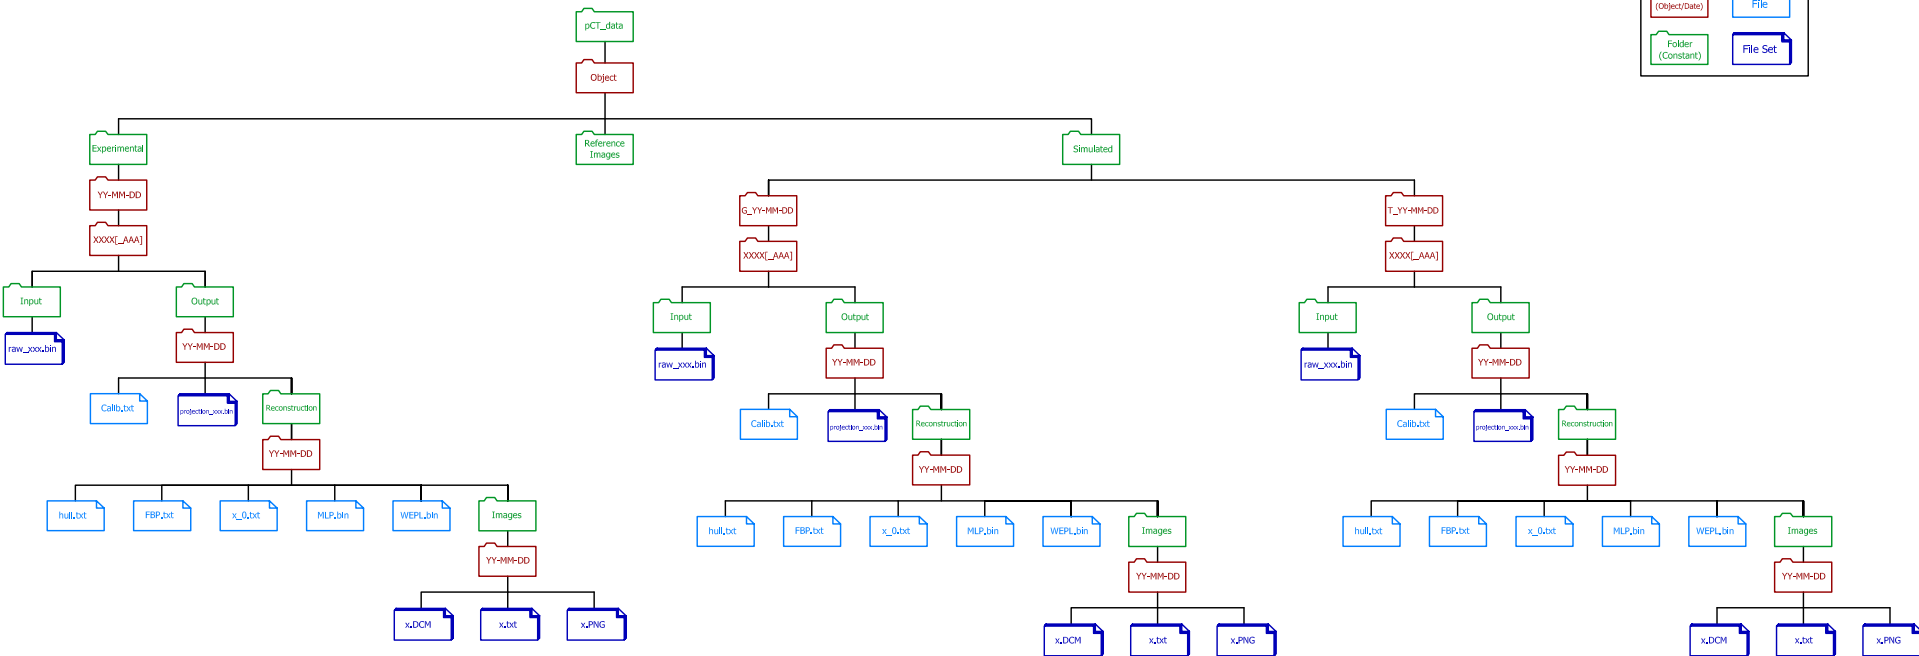 (Object/Date)
File
pCT_data
Folder
(Constant)
File Set
Object
Experimental
Reference
Images
Simulated
YY-MM-DD
G_YY-MM-DD
T_YY-MM-DD
XXXX[_AAA]
XXXX[_AAA]
XXXX[_AAA]
Input
Output
Input
Output
Input
Output
raw_xxx.bin
YY-MM-DD
raw_xxx.bin
YY-MM-DD
raw_xxx.bin
YY-MM-DD
Calib.txt
projection_xxx.bin
Reconstruction
Calib.txt
projection_xxx.bin
Reconstruction
Calib.txt
projection_xxx.bin
Reconstruction
YY-MM-DD
YY-MM-DD
YY-MM-DD
hull.txt
FBP.txt
x_0.txt
MLP.bin
WEPL.bin
Images
hull.txt
FBP.txt
x_0.txt
MLP.bin
WEPL.bin
Images
hull.txt
FBP.txt
x_0.txt
MLP.bin
WEPL.bin
Images
YY-MM-DD
YY-MM-DD
YY-MM-DD
x.DCM
x.txt
x.PNG
x.DCM
x.txt
x.PNG
x.DCM
x.txt
x.PNG